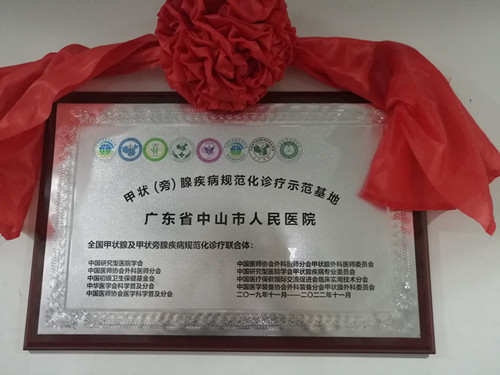 甲状（旁）腺疾病规范化诊疗示范基地
广东省中山市人民医院
全国甲状腺及甲状旁腺疾病规范化诊疗联合体：
中国研究型医院学会
中国医师协会外科医师分会
中国初级卫生保健基金会
中华医学会科学普及分会
中国医师协会医学科学普及分会
中国医师协会外科医师分会甲状腺外科医师委员会
中国研究型医院学会甲状腺疾病专业委员会
中国医疗保健国际交流促进会临床实用技术分会
中国医学装备协会外科装备分会甲状腺外科委员会
二〇一九年十一月——二〇二二年十一月